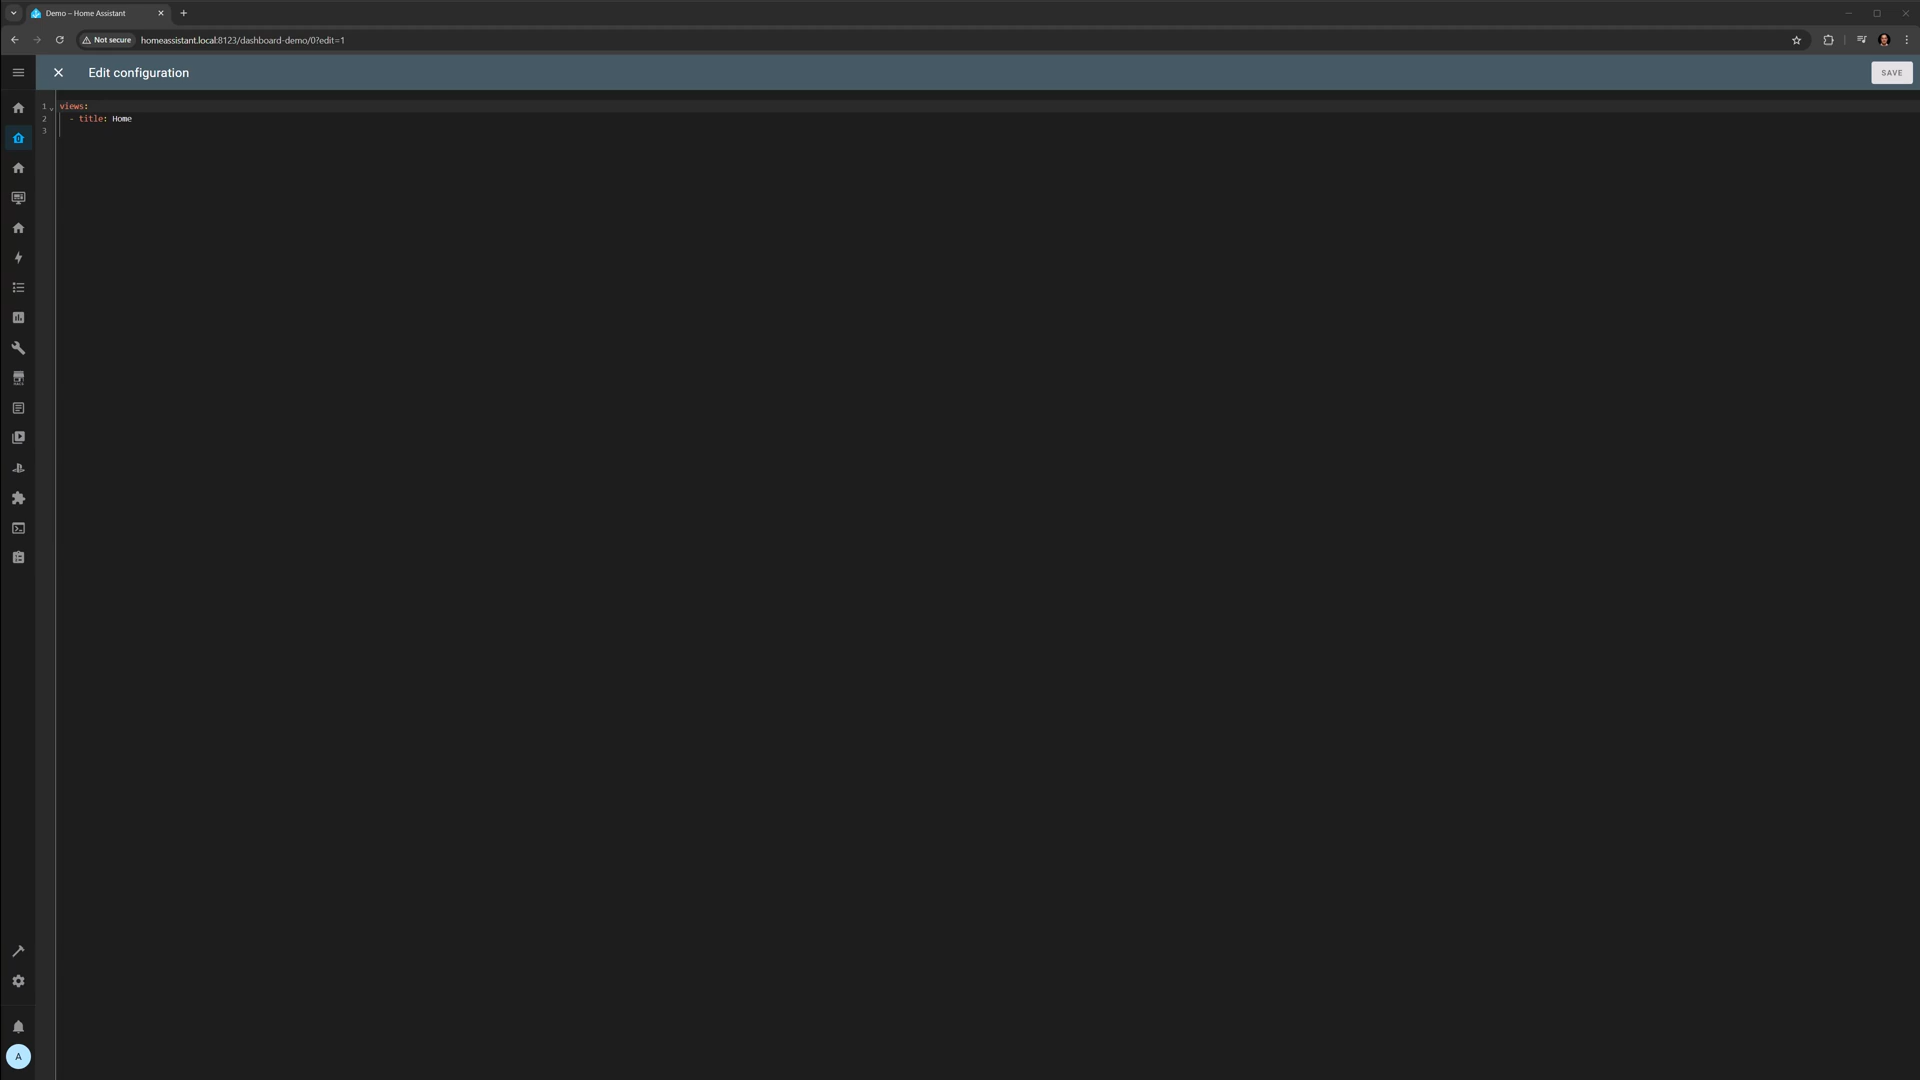 Demo – Home Assistant
Not secure
homeassistant.local:8123/dashboard-demo/0?edit=1
Edit configuration
SAVE
1 views:
2 - title: Home
3
A